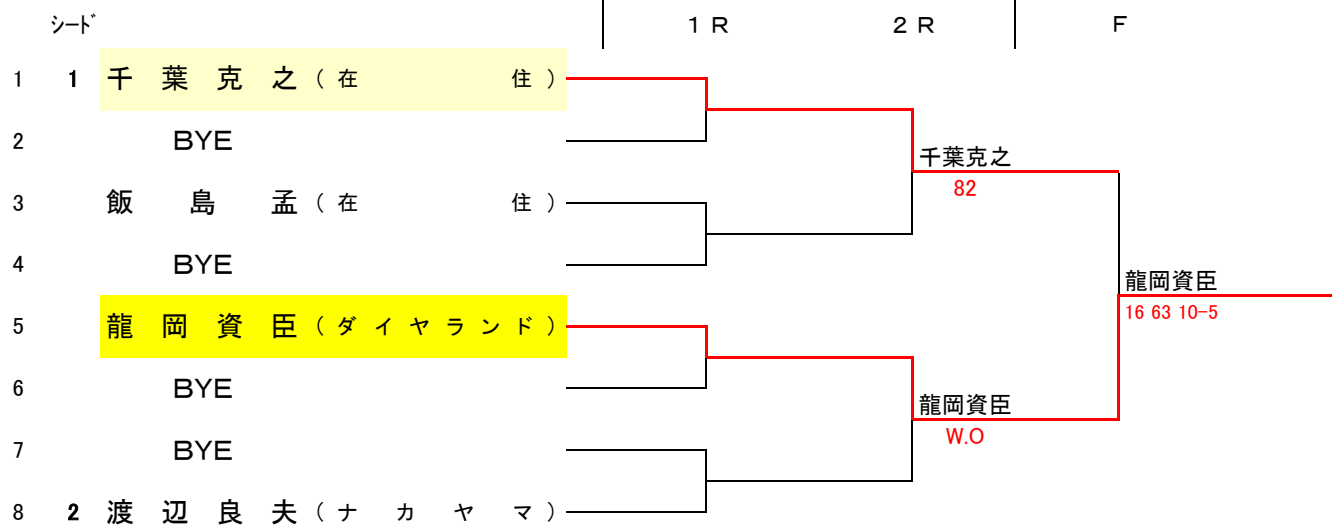 シード 1R 2R F
1 1 千葉克之(在住)
2 BYE
千葉克之
82
3 飯島孟(在住)
4 BYE
龍岡資臣
16 63 10-5
5 龍岡資臣(ダイヤランド)
6 BYE
龍岡資臣
W.O
7 BYE
8 2 渡辺良夫(ナカヤマ)